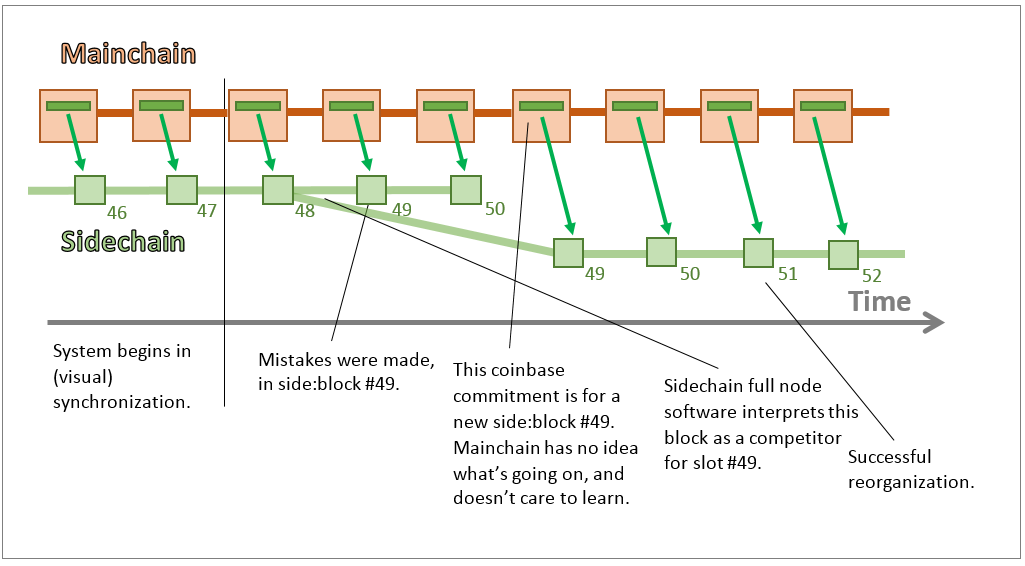 Mainchain
46
47
48
49
50
Sidechain
49
50
51
52
Time
System begins in
(visual)
synchronization.
Mistakes were made,
in side:block #49.
This coinbase
commitment is for a
new side:block #49.
Mainchain has no idea
what's going on, and
doesn't care to learn.
Sidechain full node
software interprets this
block as a competitor
for slot #49.
Successful
reorganization.